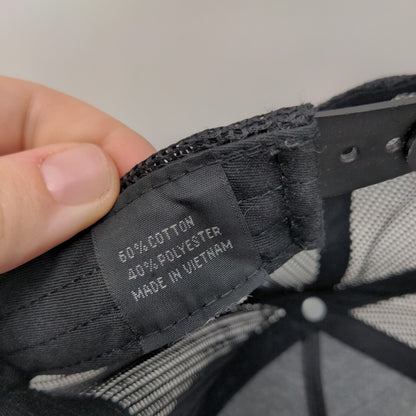 60% COTTON
40% POLYESTER
MADE IN VIETNAM